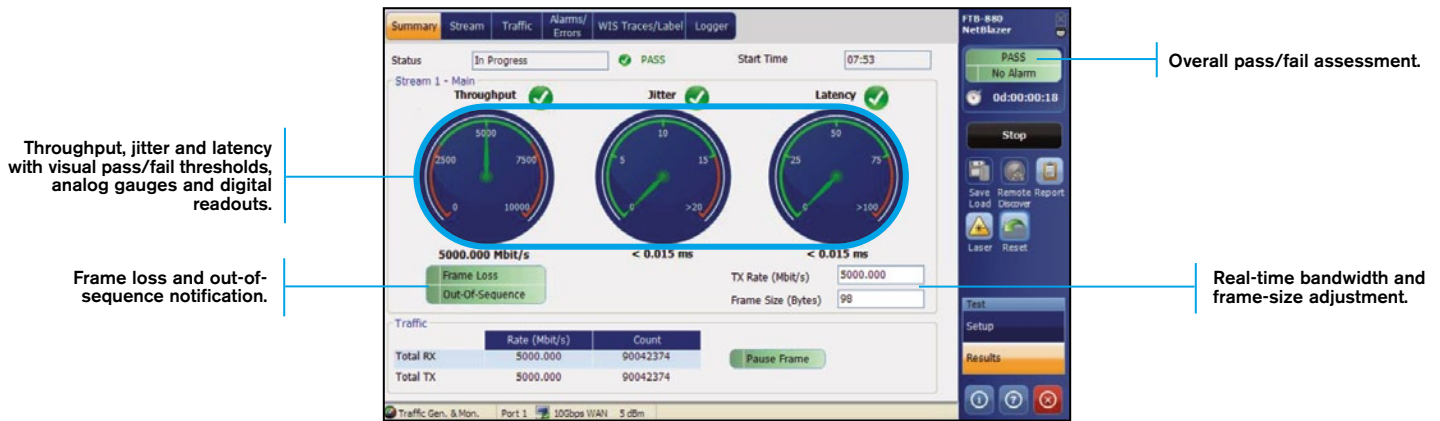 Summary Stream Traffic Alarms/ Errors WIS Traces/Label Logger
Status In Progress PASS Start Time 07:53
Stream 1 - Main
Throughput Jitter Latency
0 2500 5000 7500 10000
0 5 10 15 >20
0 25 50 75 >100
5000.000 Mbit/s < 0.015 ms < 0.015 ms
Frame Loss
Out-Of-Sequence
TX Rate (Mbit/s) 5000.000
Frame Size (Bytes) 98
Traffic
Rate (Mbit/s) Count
Total RX 5000.000 90042374
Total TX 5000.000 90042374
Pause Frame
Traffic Gen. & Mon. Port 1 10Gbps WAN 5 dBm
FTB-880
NetBlazer
PASS
No Alarm
0d:00:00:18
Stop
Save Load
Remote Discover
Report
Laser Reset
Test
Setup
Results
Throughput, jitter and latency
with visual pass/fail thresholds,
analog gauges and digital
readouts.
Frame loss and out-of-
sequence notification.
Overall pass/fail assessment.
Real-time bandwidth and
frame-size adjustment.